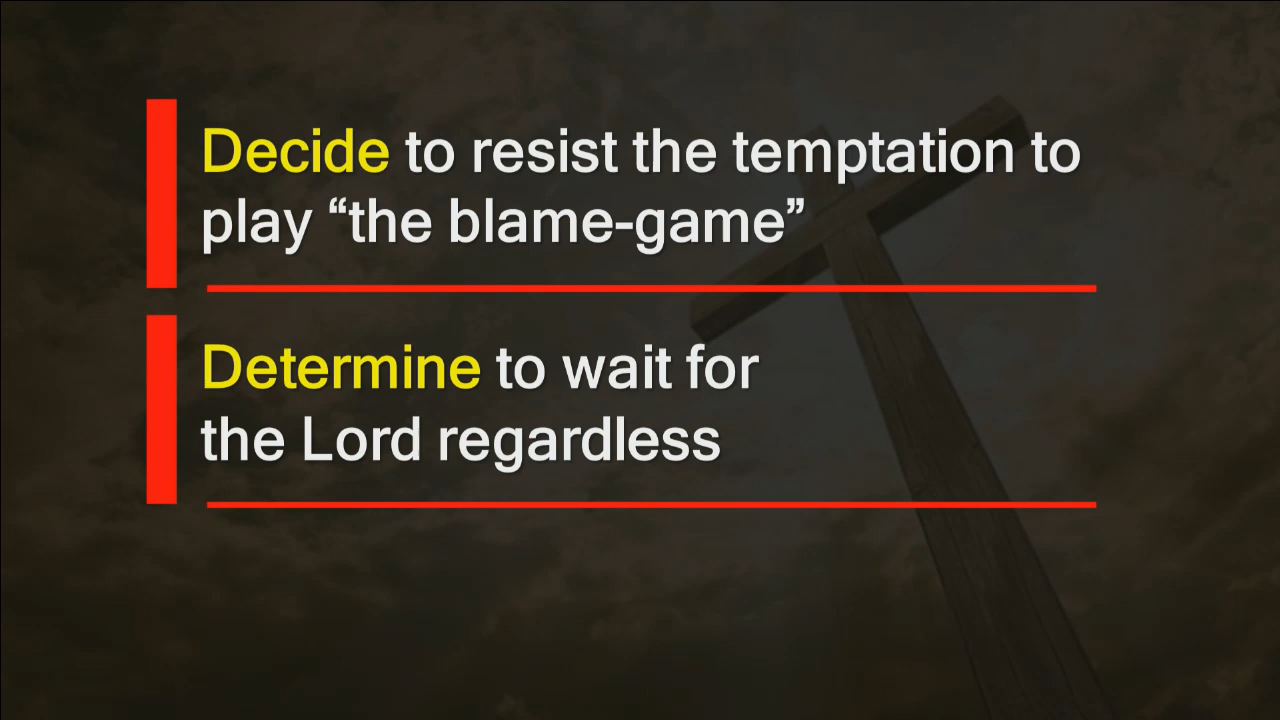 Decide to resist the temptation to
play “the blame-game”
Determine to wait for
the Lord regardless